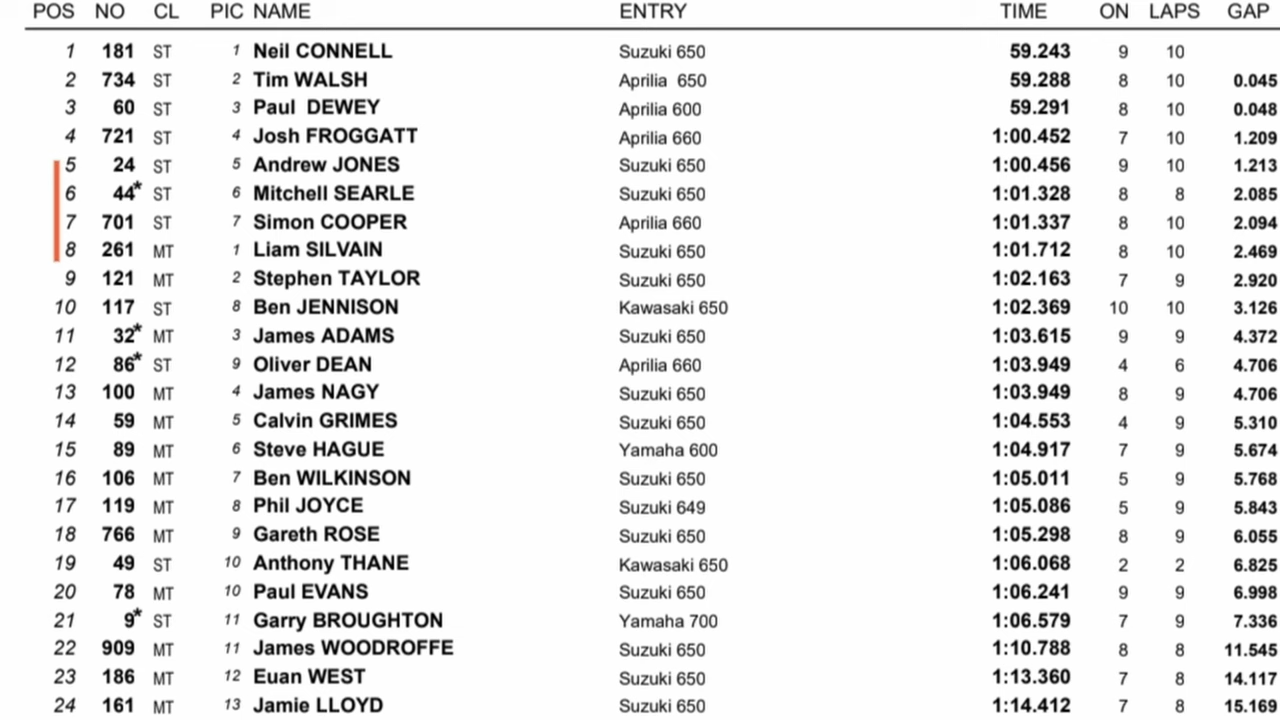 POS NO CL PIC NAME ENTRY TIME ON LAPS GAP
1 181 ST 1 Neil CONNELL Suzuki 650 59.243 9 10
2 734 ST 2 Tim WALSH Aprilia 650 59.288 8 10 0.045
3 60 ST 3 Paul DEWEY Aprilia 600 59.291 8 10 0.048
4 721 ST 4 Josh FROGGATT Aprilia 660 1:00.452 7 10 1.209
5 24 ST 5 Andrew JONES Suzuki 650 1:00.456 9 10 1.213
6 44* ST 6 Mitchell SEARLE Suzuki 650 1:01.328 8 8 2.085
7 701 ST 7 Simon COOPER Aprilia 660 1:01.337 8 10 2.094
8 261 MT 1 Liam SILVAIN Suzuki 650 1:01.712 8 10 2.469
9 121 MT 2 Stephen TAYLOR Suzuki 650 1:02.163 7 9 2.920
10 117 ST 8 Ben JENNISON Kawasaki 650 1:02.369 10 10 3.126
11 32* MT 3 James ADAMS Suzuki 650 1:03.615 9 9 4.372
12 86* ST 9 Oliver DEAN Aprilia 660 1:03.949 4 6 4.706
13 100 MT 4 James NAGY Suzuki 650 1:03.949 8 9 4.706
14 59 MT 5 Calvin GRIMES Suzuki 650 1:04.553 4 9 5.310
15 89 MT 6 Steve HAGUE Yamaha 600 1:04.917 7 9 5.674
16 106 MT 7 Ben WILKINSON Suzuki 650 1:05.011 5 9 5.768
17 119 MT 8 Phil JOYCE Suzuki 649 1:05.086 5 9 5.843
18 766 MT 9 Gareth ROSE Suzuki 650 1:05.298 8 9 6.055
19 49 ST 10 Anthony THANE Kawasaki 650 1:06.068 2 2 6.825
20 78 MT 10 Paul EVANS Suzuki 650 1:06.241 9 9 6.998
21 9* ST 11 Garry BROUGHTON Yamaha 700 1:06.579 7 9 7.336
22 909 MT 11 James WOODROFFE Suzuki 650 1:10.788 8 8 11.545
23 186 MT 12 Euan WEST Suzuki 650 1:13.360 7 8 14.117
24 161 MT 13 Jamie LLOYD Suzuki 650 1:14.412 7 8 15.169